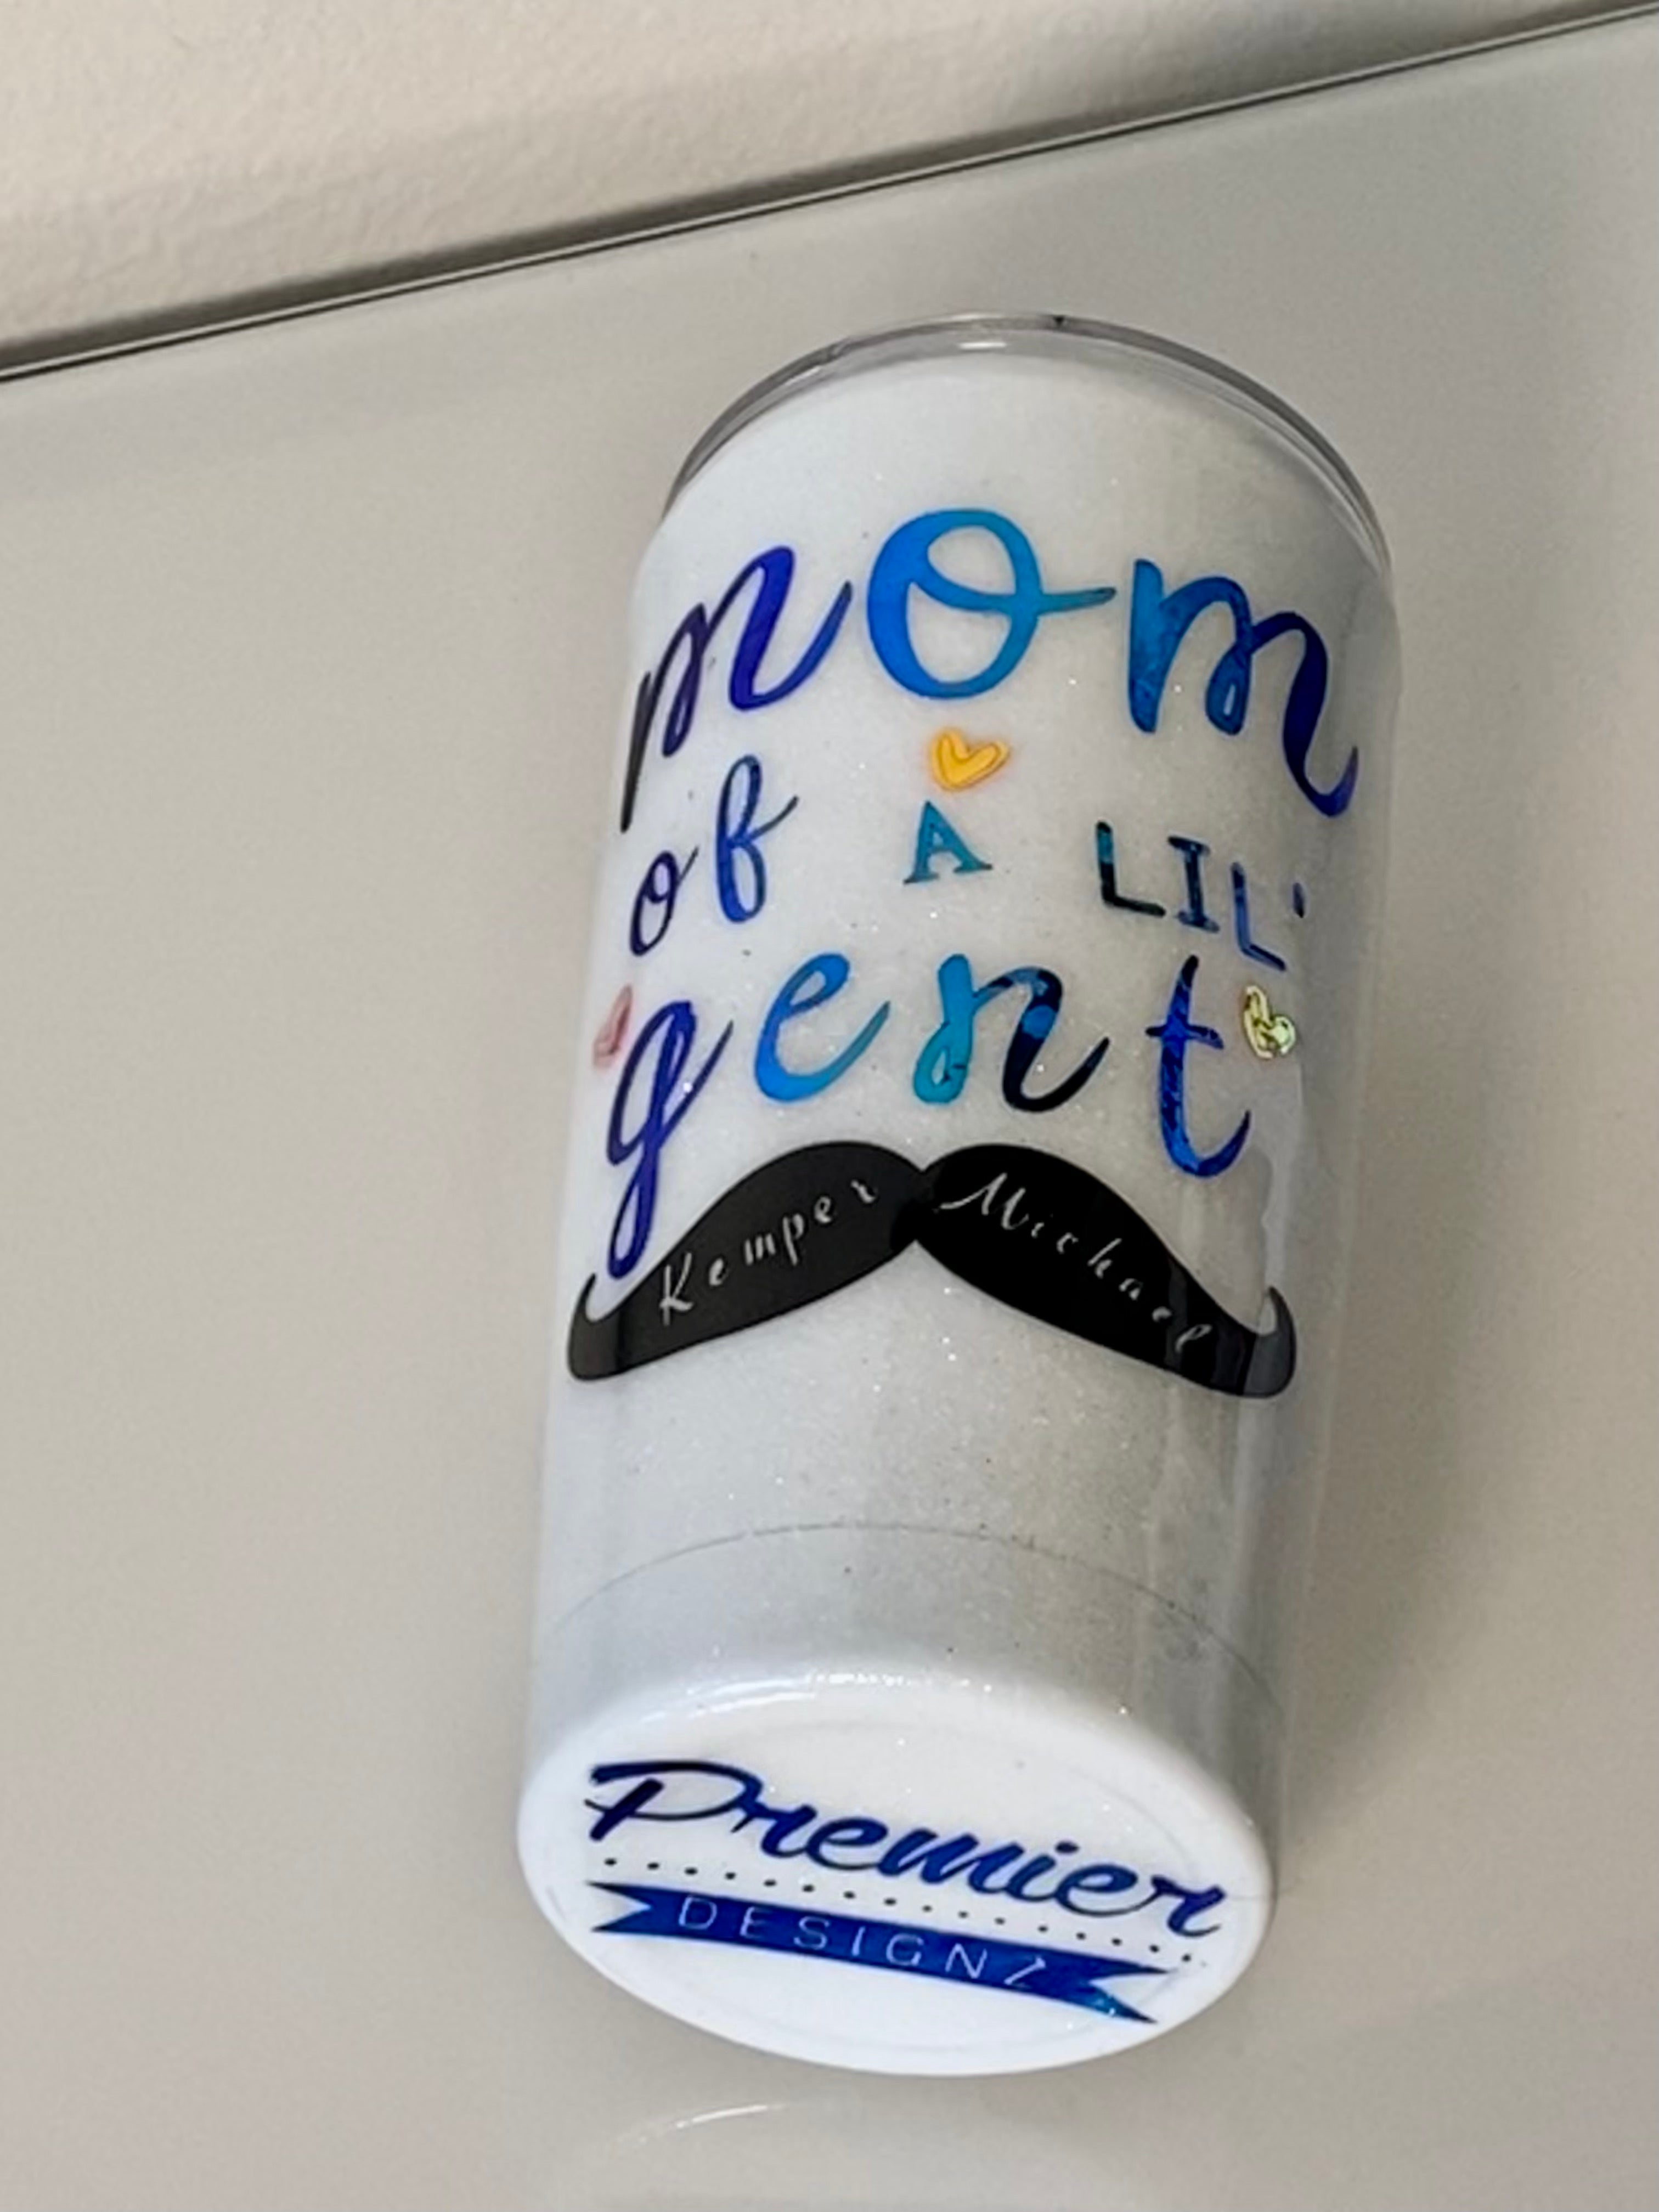 mom
of A LIL'
gent
Kemper Michael
Premier
DESIGNZ